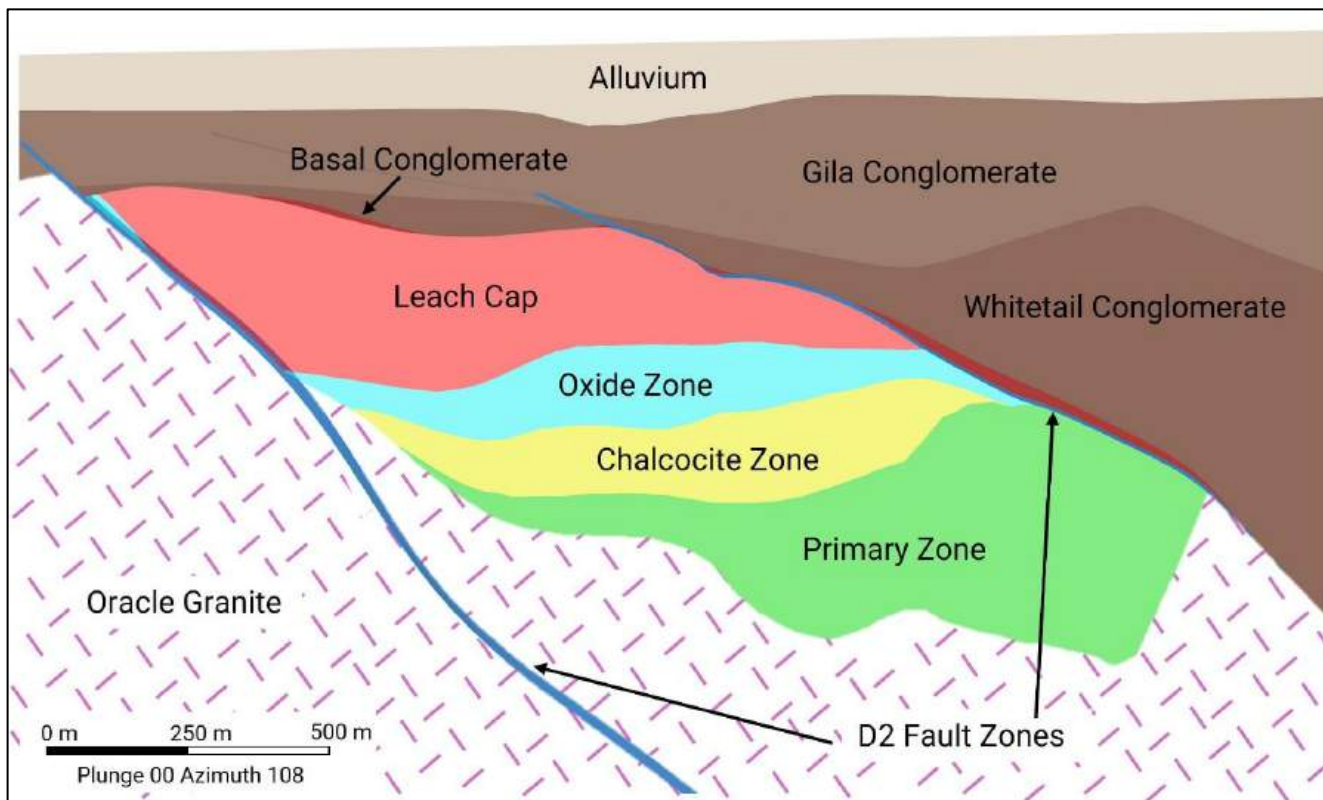 Alluvium
Basal Conglomerate
Gila Conglomerate
Leach Cap
Whitetail Conglomerate
Oxide Zone
Chalcocite Zone
Primary Zone
Oracle Granite
0 m 250 m 500 m
D2 Fault Zones
Plunge 00 Azimuth 108